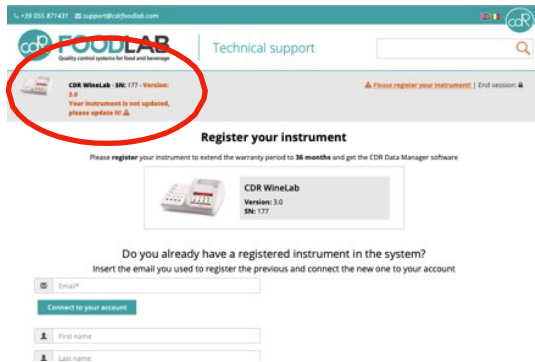 +39 055 871431 support@cdrfoodlab.com
cdR
cdR FOODLAB
Quality control systems for food and beverage
Technical support
CDR WineLab - SN: 177 - Version:
3.0
Your instrument is not updated,
please update it!
Please register your instrument! | End session:
Register your instrument
Please register your instrument to extend the warranty period to 36 months and get the CDR Data Manager software
CDR WineLab
Version: 3.0
SN: 177
Do you already have a registered instrument in the system?
Insert the email you used to register the previous and connect the new one to your account
Email*
Connect to your account
First name
Last name